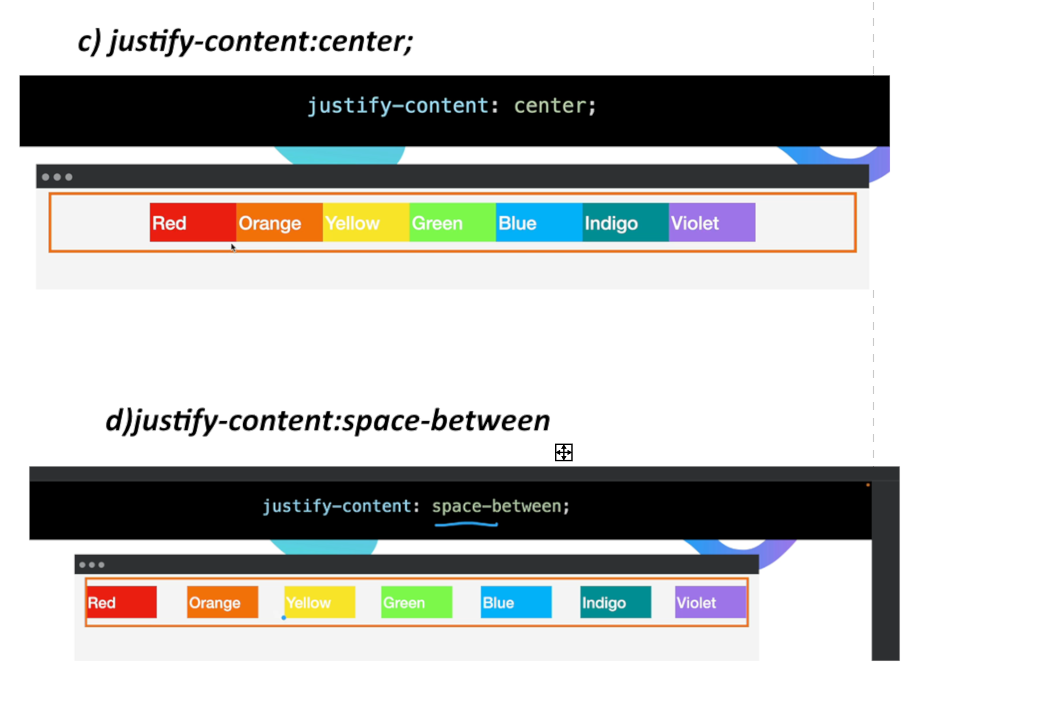 c) justify-content:center;
justify-content: center;
Red Orange Yellow Green Blue Indigo Violet
d)justify-content:space-between
justify-content: space-between;
Red Orange Yellow Green Blue Indigo Violet